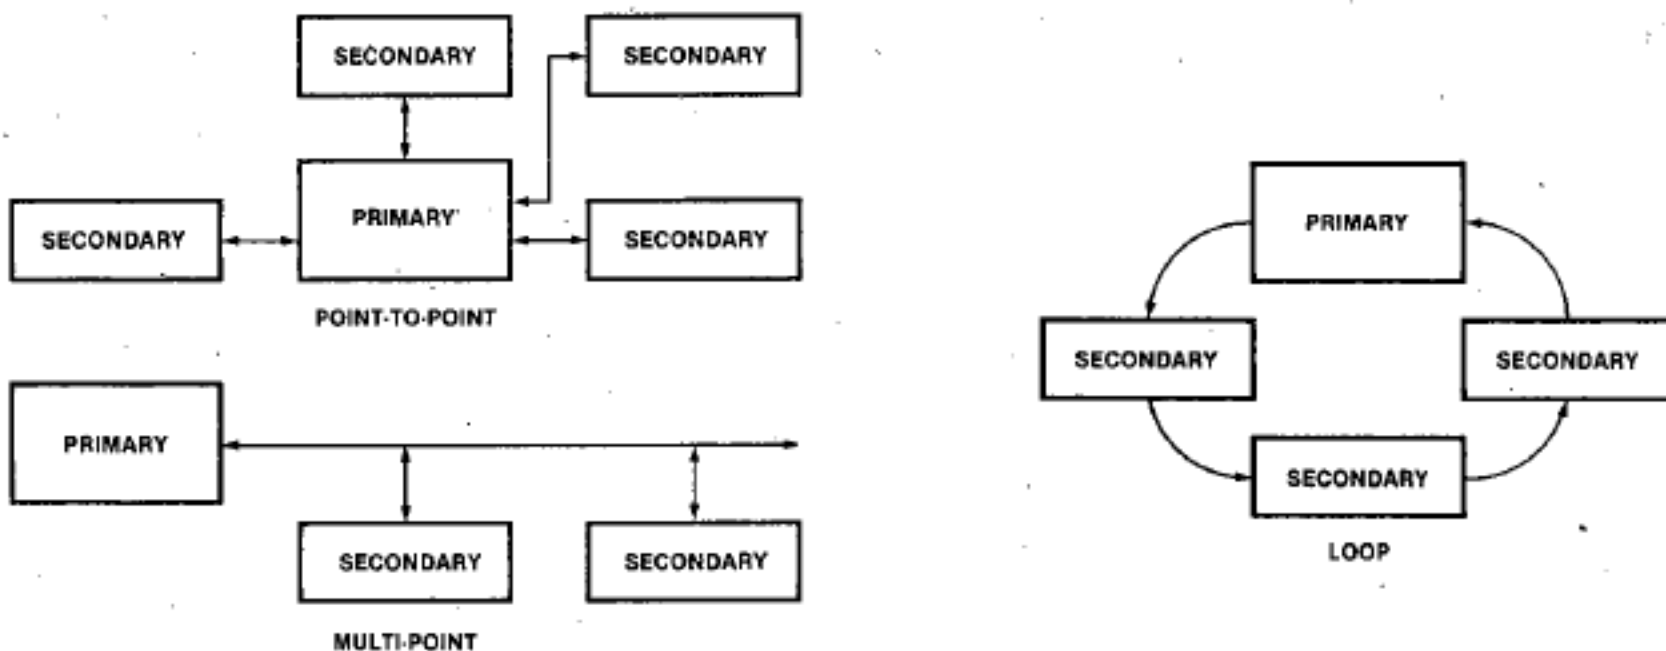 SECONDARY
SECONDARY
SECONDARY
PRIMARY
SECONDARY
POINT-TO-POINT
PRIMARY
SECONDARY
SECONDARY
MULTI-POINT
PRIMARY
SECONDARY
SECONDARY
SECONDARY
LOOP